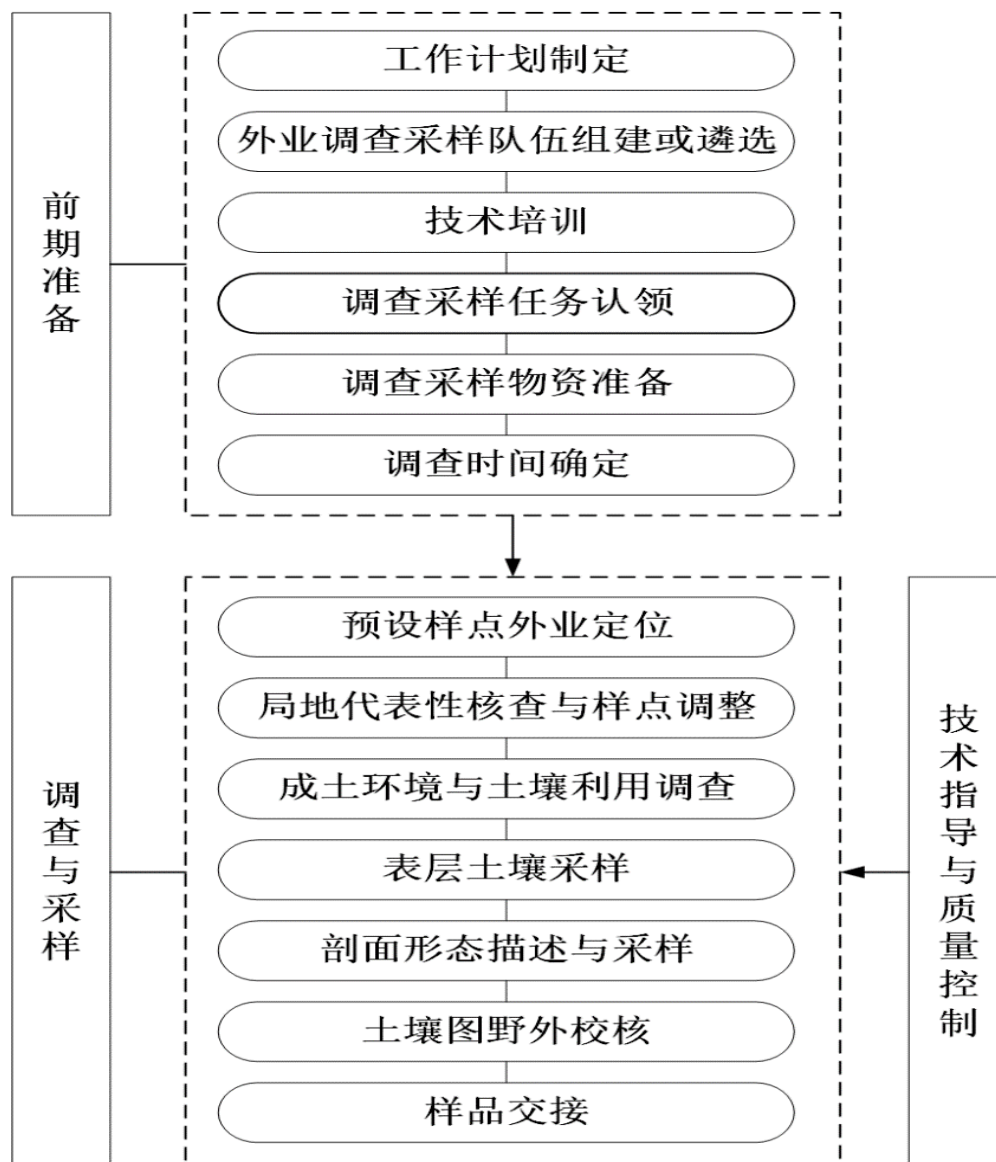 前期准备
工作计划制定
外业调查采样队伍组建或遴选
技术培训
调查采样任务认领
调查采样物资准备
调查时间确定
调查与采样
预设样点外业定位
局地代表性核查与样点调整
成土环境与土壤利用调查
表层土壤采样
剖面形态描述与采样
土壤图野外校核
样品交接
技术指导与质量控制